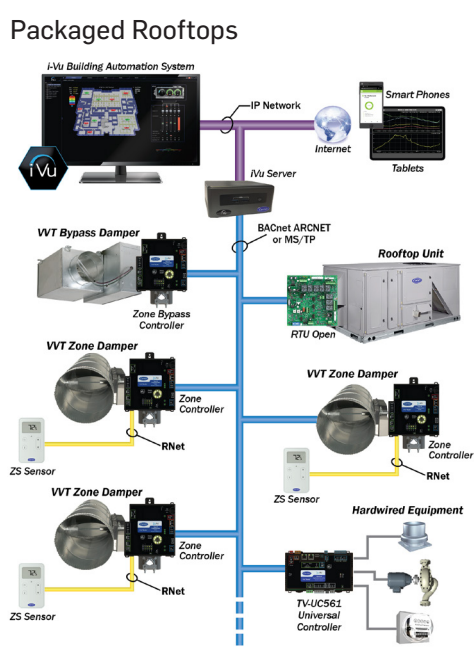 Packaged Rooftops
i-Vu Building Automation System
IP Network
Smart Phones
Internet
Tablets
i Vu
iVu Server
BACnet ARCNET
or MS/TP
VVT Bypass Damper
Rooftop Unit
Zone Bypass
Controller
RTU Open
VVT Zone Damper
VVT Zone Damper
Zone
Controller
RNet
ZS Sensor
Zone
Controller
RNet
ZS Sensor
VVT Zone Damper
Hardwired Equipment
Zone
Controller
RNet
ZS Sensor
TV-UC561
Universal
Controller